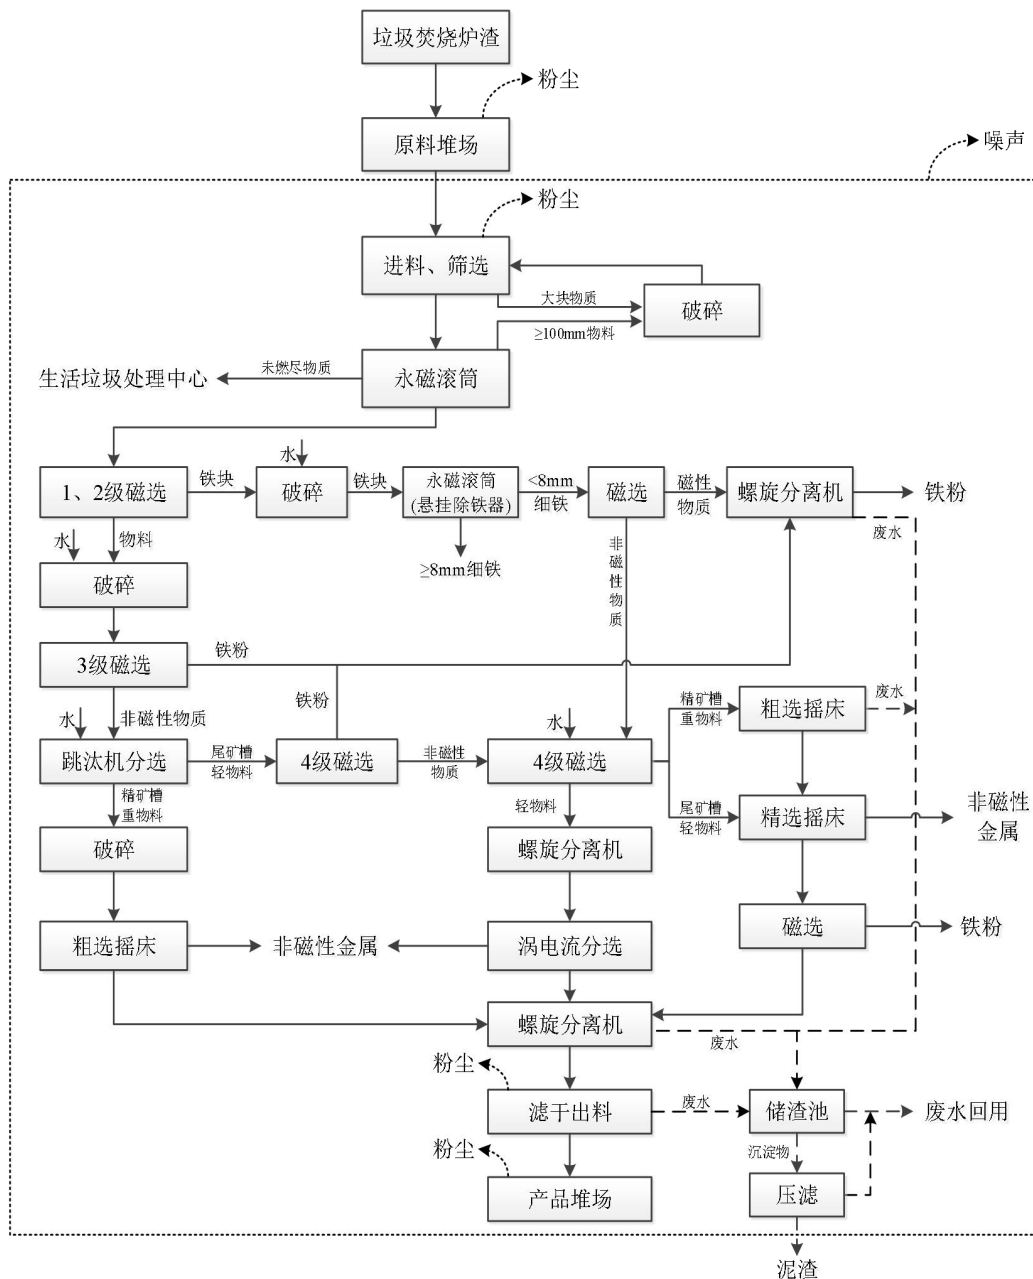 垃圾焚烧炉渣
粉尘
原料堆场
噪声
粉尘
进料、筛选
大块物质
破碎
≥100mm物料
生活垃圾处理中心
未燃尽物质
永磁滚筒
1、2级磁选
铁块
水
破碎
铁块
永磁滚筒
(悬挂除铁器)
<8mm
细铁
磁选
磁性
物质
螺旋分离机
铁粉
废水
水
物料
≥8mm细铁
非磁性物质
破碎
3级磁选
铁粉
铁粉
水
非磁性物质
跳汰机分选
尾矿槽
轻物料
4级磁选
非磁性
物质
水
4级磁选
精矿槽
重物料
粗选摇床
废水
尾矿槽
轻物料
精选摇床
非磁性
金属
精矿槽
重物料
轻物料
破碎
螺旋分离机
粗选摇床
非磁性金属
涡电流分选
磁选
铁粉
螺旋分离机
废水
粉尘
滤干出料
废水
储渣池
废水回用
粉尘
沉淀物
产品堆场
压滤
泥渣